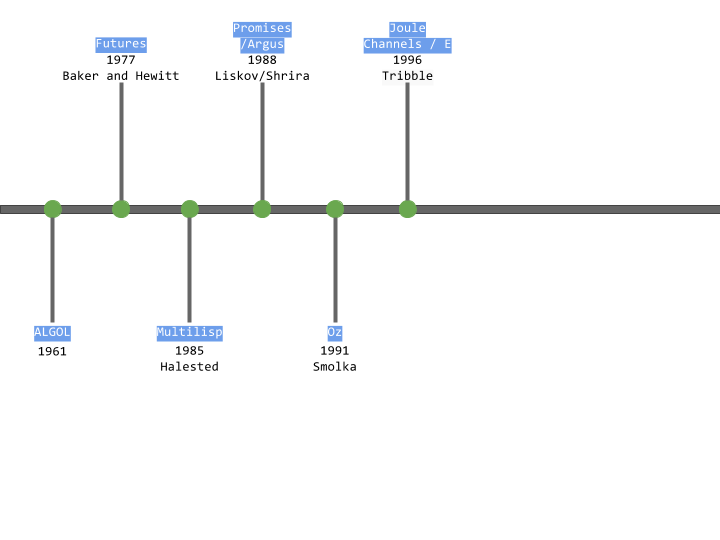 Futures
1977
Baker and Hewitt
Promises
/Argus
1988
Liskov/Shrira
Joule
Channels / E
1996
Tribble
ALGOL
1961
Multilisp
1985
Halested
Oz
1991
Smolka